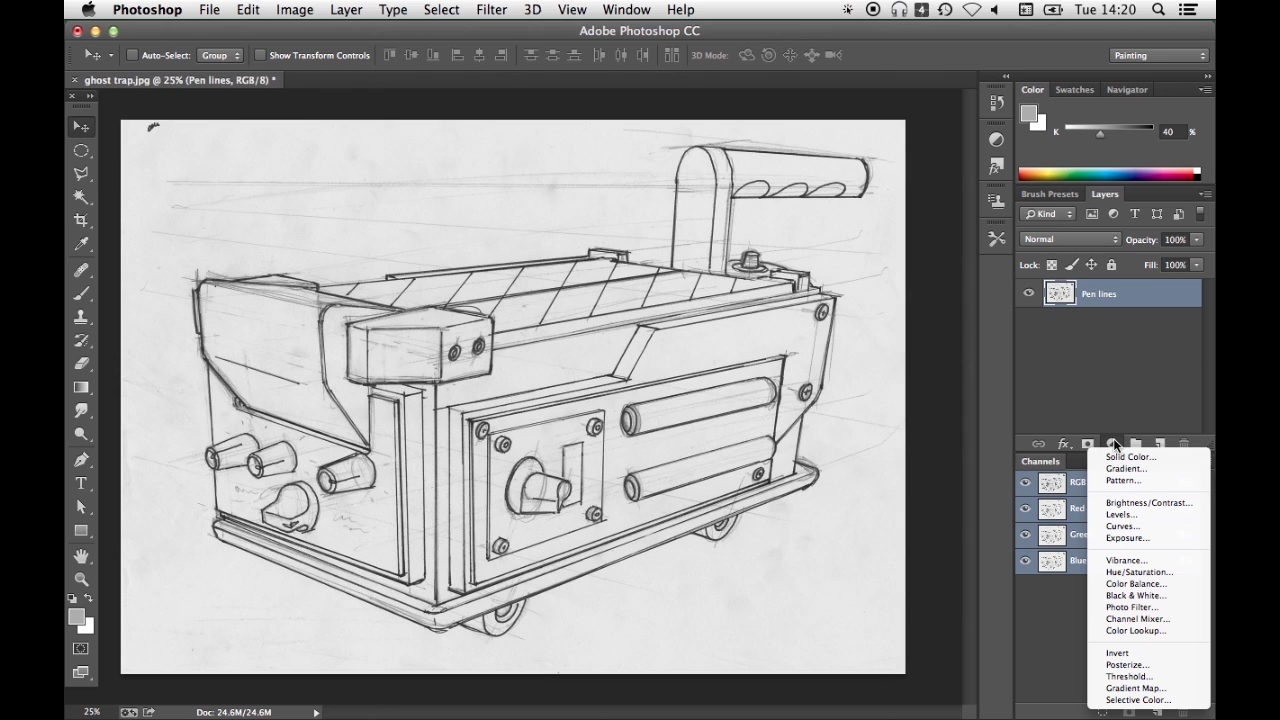 Photoshop File Edit Image Layer Type Select Filter 3D View Window Help 4 Tue 14:20
Adobe Photoshop CC
Auto-Select: Group Show Transform Controls 3D Mode: Painting
ghost trap.jpg @ 25% (Pen lines, RGB/8) *
Color Swatches Navigator
K 40 %
Brush Presets Layers
Kind
Normal Opacity: 100%
Lock: Fill: 100%
Pen lines
fx
Channels
RGB
Red
Gree
Blue
Solid Color...
Gradient...
Pattern...
Brightness/Contrast...
Levels...
Curves...
Exposure...
Vibrance...
Hue/Saturation...
Color Balance...
Black & White...
Photo Filter...
Channel Mixer...
Color Lookup...
Invert
Posterize...
Threshold...
Gradient Map...
Selective Color...
25% Doc: 24.6M/24.6M